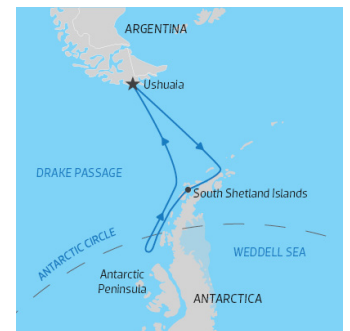 ARGENTINA
Ushuaia
DRAKE PASSAGE
South Shetland Islands
ANTARCTIC CIRCLE
WEDDELL SEA
Antarctic
Peninsula
ANTARCTICA